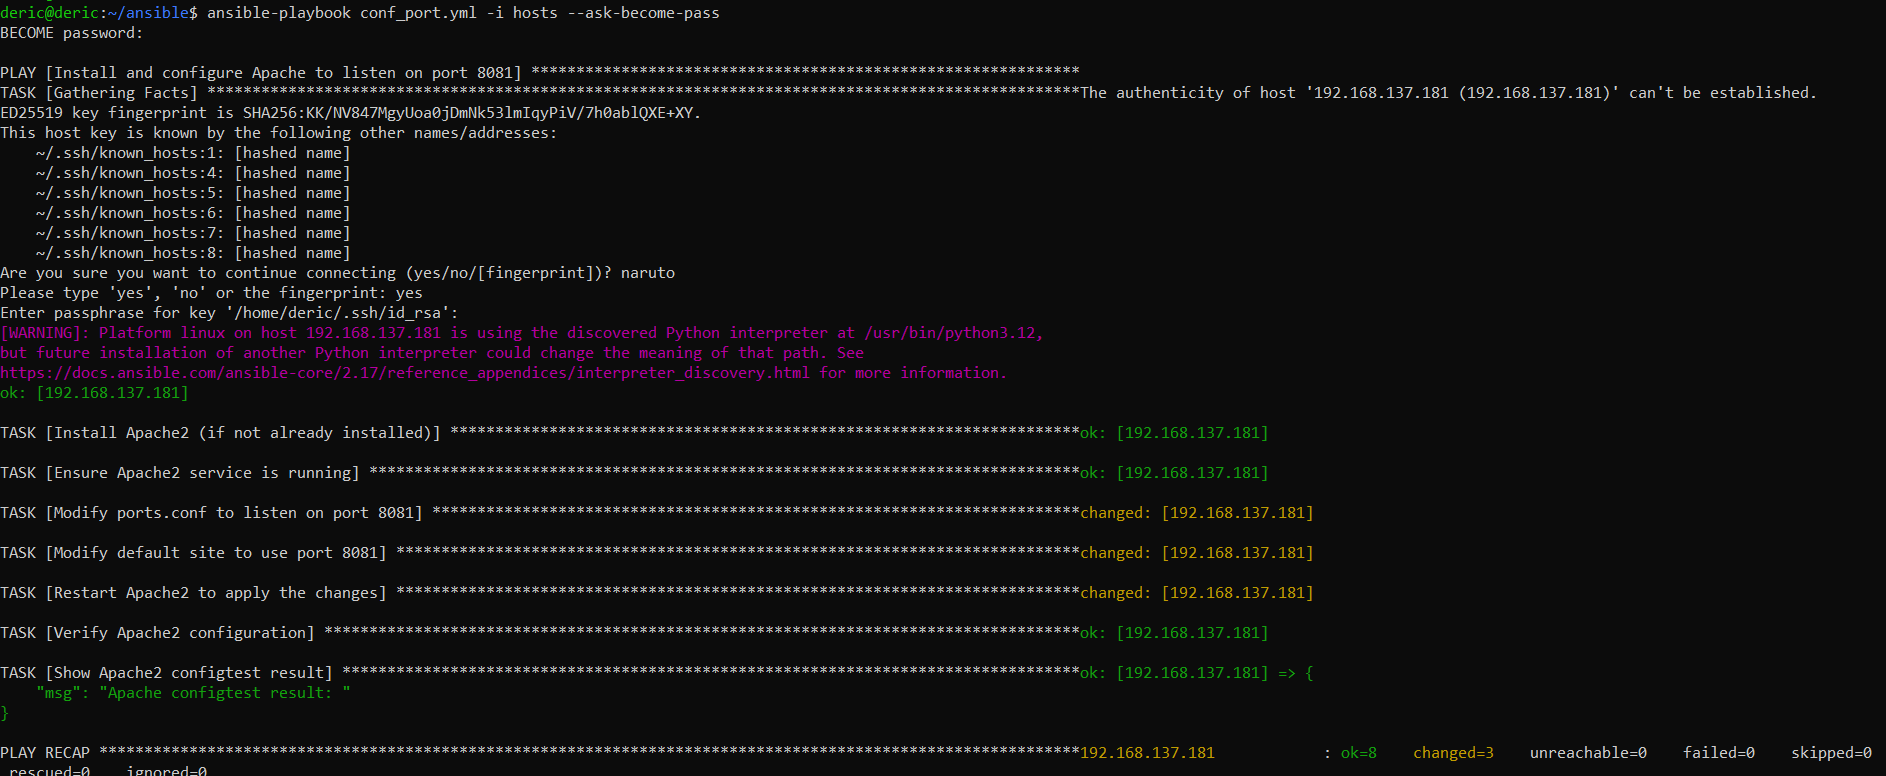 deric@deric:~/ansible$ ansible-playbook conf_port.yml -i hosts --ask-become-pass
BECOME password:
PLAY [Install and configure Apache to listen on port 8081] *************************************************************
TASK [Gathering Facts] *************************************************************************************************The authenticity of host '192.168.137.181 (192.168.137.181)' can't be established.
ED25519 key fingerprint is SHA256:KK/NV847MgyUoa0jDmNk53lmIqyPiV/7h0ablQXE+XY.
This host key is known by the following other names/addresses:
    ~/.ssh/known_hosts:1: [hashed name]
    ~/.ssh/known_hosts:4: [hashed name]
    ~/.ssh/known_hosts:5: [hashed name]
    ~/.ssh/known_hosts:6: [hashed name]
    ~/.ssh/known_hosts:7: [hashed name]
    ~/.ssh/known_hosts:8: [hashed name]
Are you sure you want to continue connecting (yes/no/[fingerprint])? naruto
Please type 'yes', 'no' or the fingerprint: yes
Enter passphrase for key '/home/deric/.ssh/id_rsa':
[WARNING]: Platform linux on host 192.168.137.181 is using the discovered Python interpreter at /usr/bin/python3.12,
but future installation of another Python interpreter could change the meaning of that path. See
https://docs.ansible.com/ansible-core/2.17/reference_appendices/interpreter_discovery.html for more information.
ok: [192.168.137.181]
TASK [Install Apache2 (if not already installed)] **********************************************************************ok: [192.168.137.181]
TASK [Ensure Apache2 service is running] *******************************************************************************ok: [192.168.137.181]
TASK [Modify ports.conf to listen on port 8081] ************************************************************************changed: [192.168.137.181]
TASK [Modify default site to use port 8081] ****************************************************************************changed: [192.168.137.181]
TASK [Restart Apache2 to apply the changes] ****************************************************************************changed: [192.168.137.181]
TASK [Verify Apache2 configuration] ************************************************************************************ok: [192.168.137.181]
TASK [Show Apache2 configtest result] **********************************************************************************ok: [192.168.137.181] => {
    "msg": "Apache configtest result: "
}
PLAY RECAP *************************************************************************************************************192.168.137.181            : ok=8    changed=3    unreachable=0    failed=0    skipped=0
 rescued=0    ignored=0